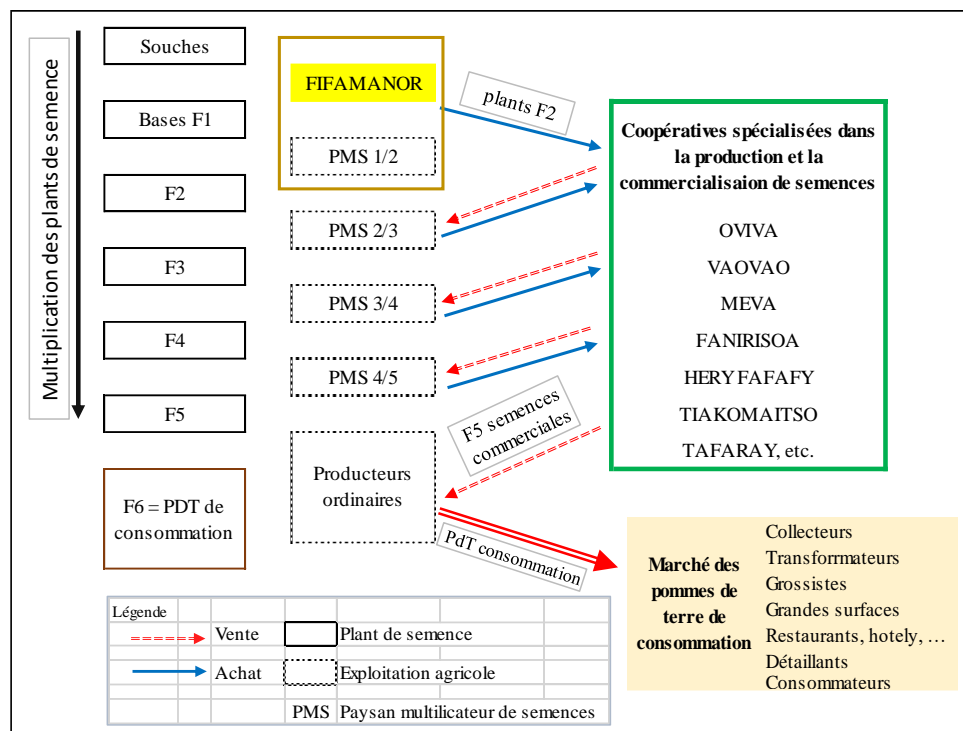 Multiplication des plants de semence
Souches
Bases F1
F2
F3
F4
F5
F6 = PDT de
consommation
FIFAMANOR
PMS 1/2
PMS 2/3
PMS 3/4
PMS 4/5
Producteurs
ordinaires
plants F2
F5 semences
commerciales
PdT consommation
Coopératives spécialisées dans
la production et la
commercialisaion de semences
OVIVA
VAOVAO
MEVA
FANIRISOA
HERYFAFAFY
TIAKOMAITSO
TAFARAY, etc.
Marché des
pommes de
terre de
consommation
Collecteurs
Transformateurs
Grossistes
Grandes surfaces
Restaurants, hotely, …
Détaillants
Consommateurs
Légende
Vente
Plant de semence
Achat
Exploitation agricole
PMS Paysan multilicateur de semences